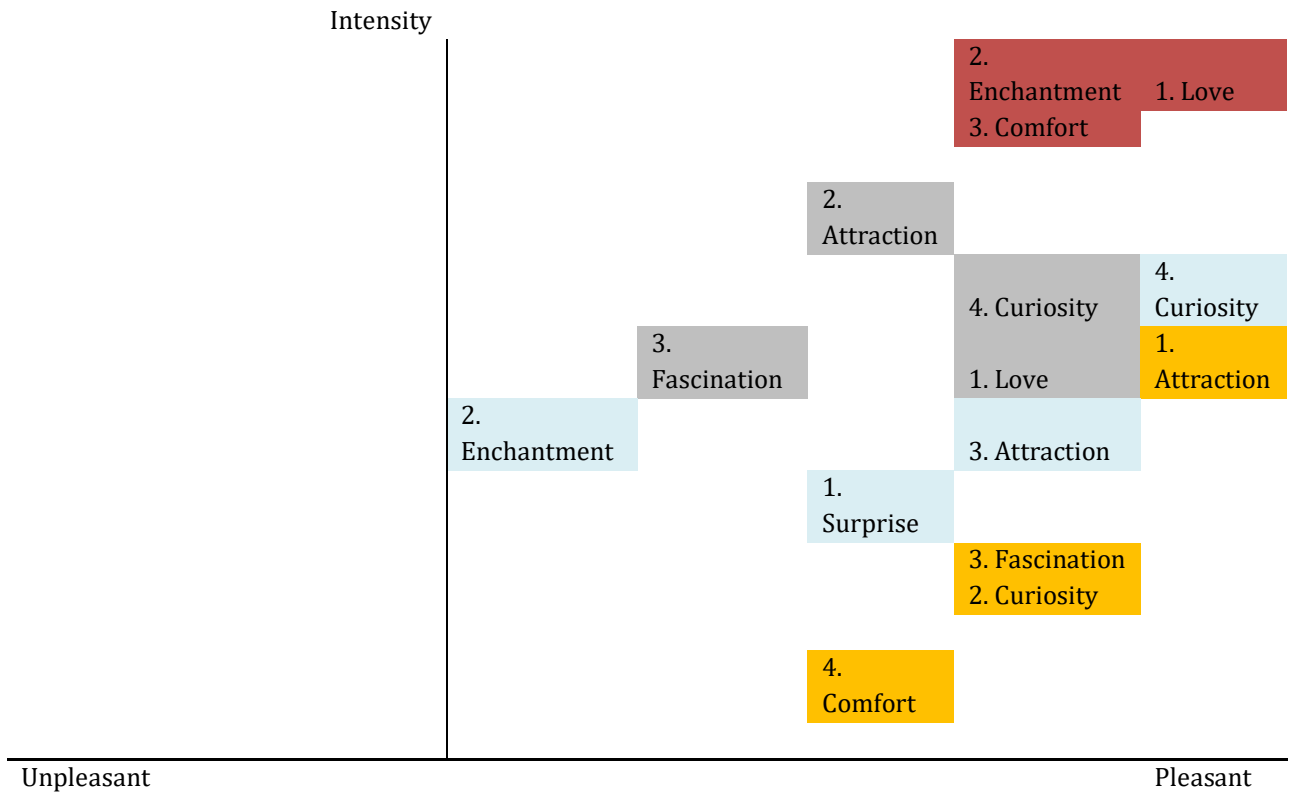 Intensity
2.
Enchantment 1. Love
3. Comfort
2.
Attraction
4.
4. Curiosity Curiosity
3. 1.
Fascination 1. Love Attraction
2.
Enchantment 3. Attraction
1.
Surprise
3. Fascination
2. Curiosity
4.
Comfort
Unpleasant Pleasant